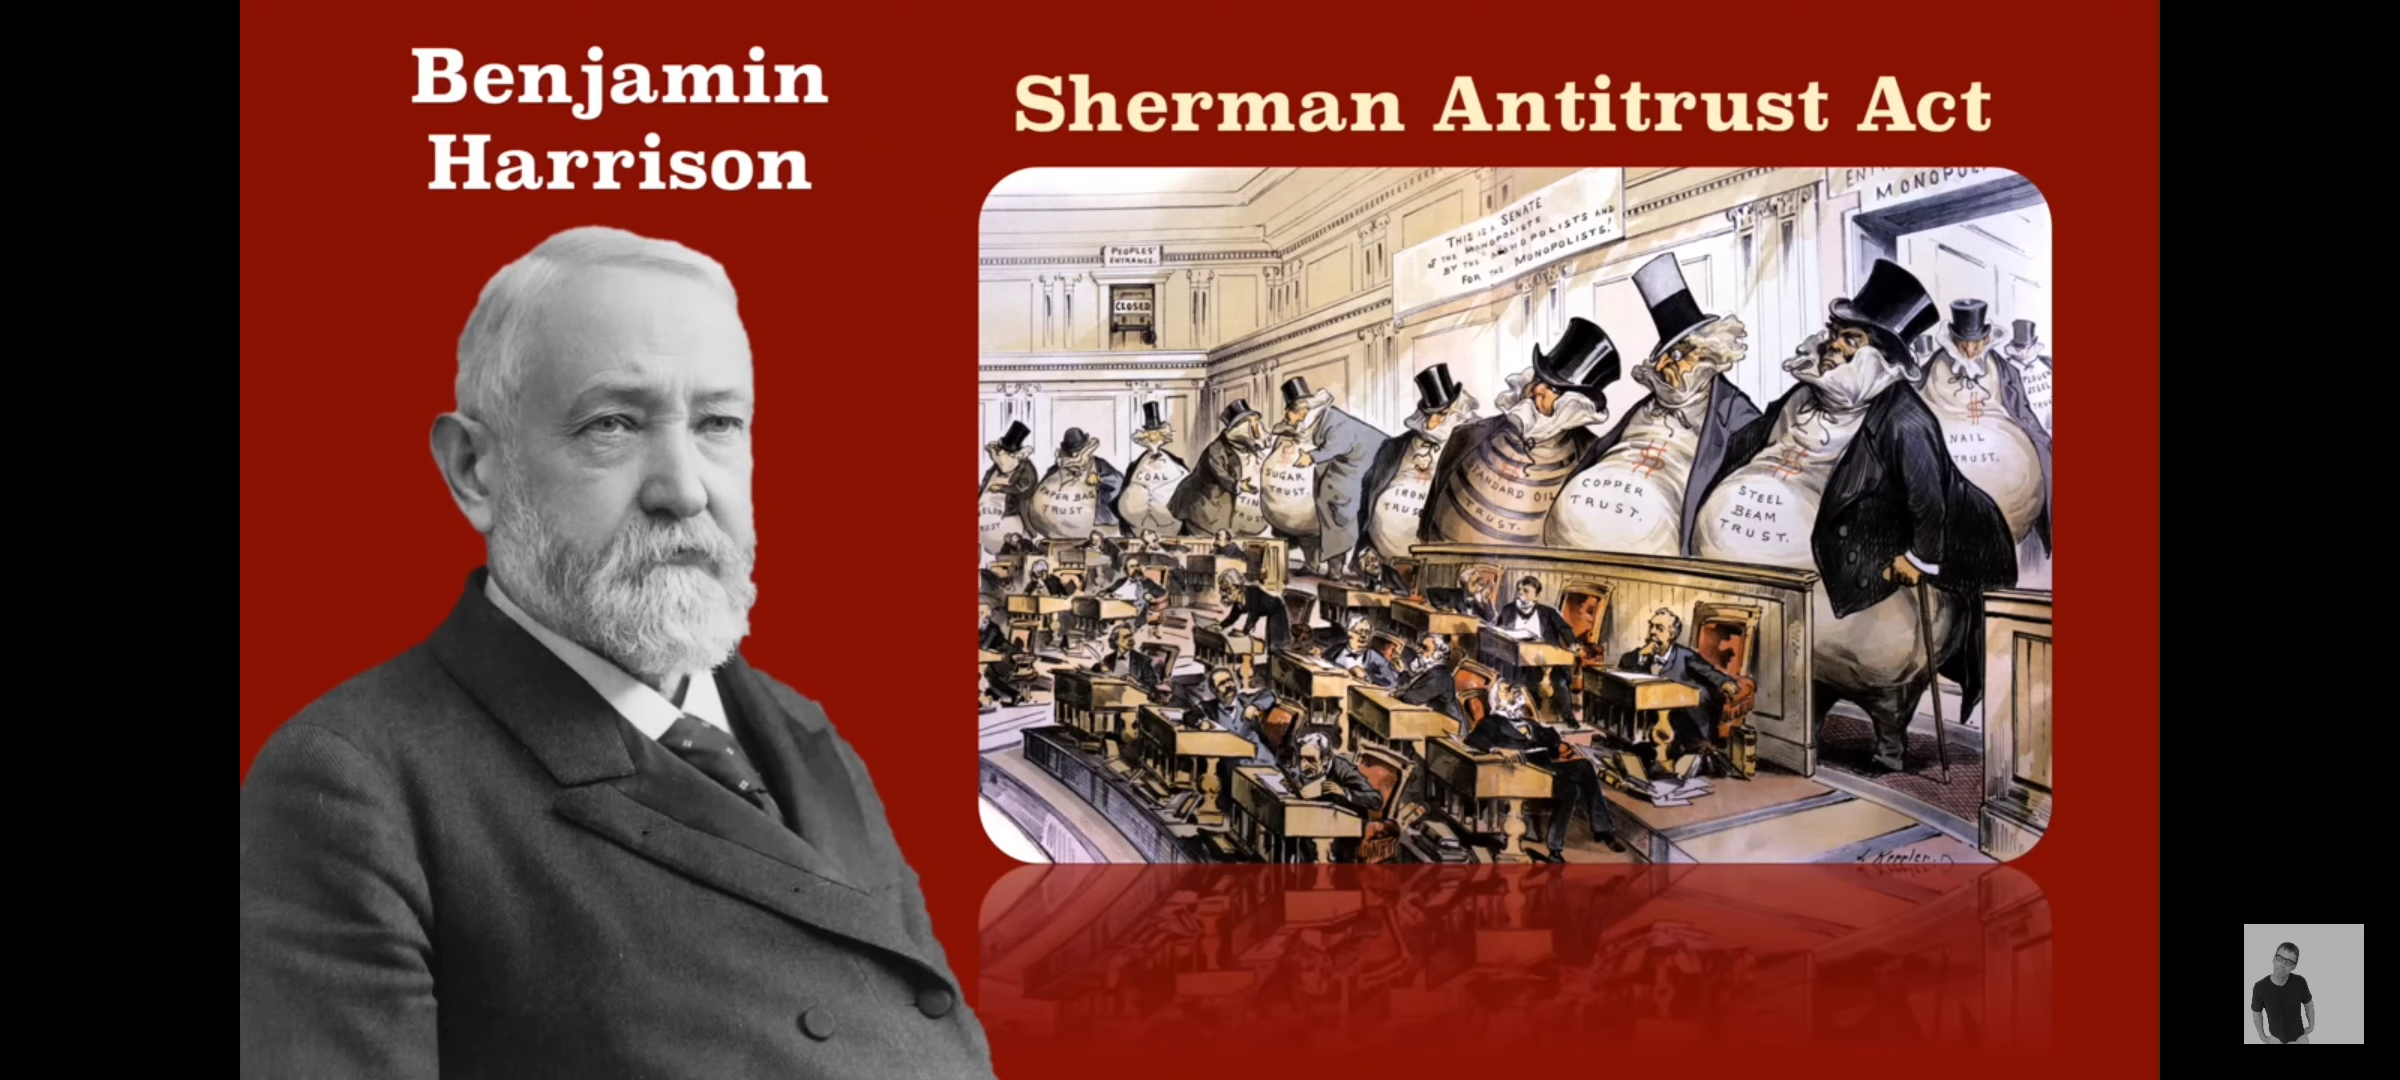 Benjamin
Harrison
Sherman Antitrust Act
PEOPLES'
ENTRANCE.
CLOSED
THIS IS A SENATE
OF THE MONOPOLISTS
BY THE MONOPOLISTS AND
FOR THE MONOPOLISTS!
PAPER BAG
TRUST
COAL
TIN
SUGAR
TRUST.
IRON
STANDARD OIL
TRUST.
COPPER
TRUST.
STEEL
BEAM
TRUST.
NAIL
TRUST.
STEEL
J. Keppler